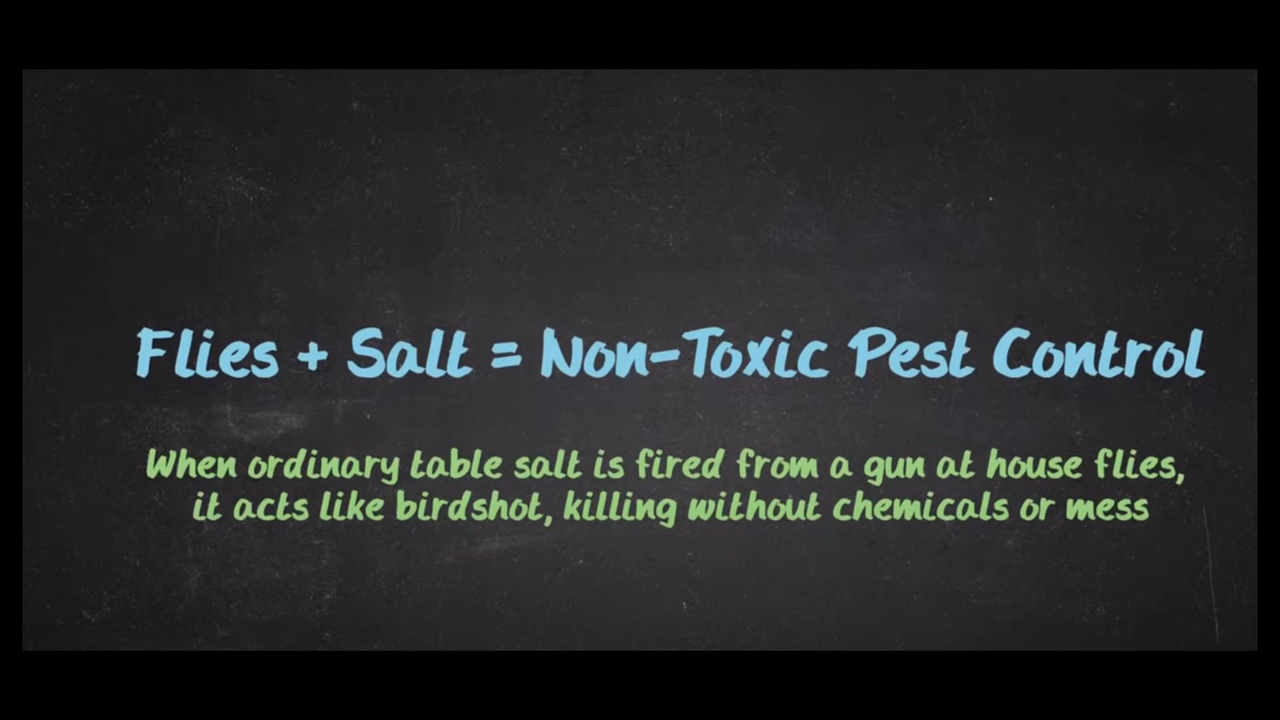 Flies + Salt = Non-Toxic Pest Control
When ordinary table salt is fired from a gun at house flies,
it acts like birdshot, killing without chemicals or mess